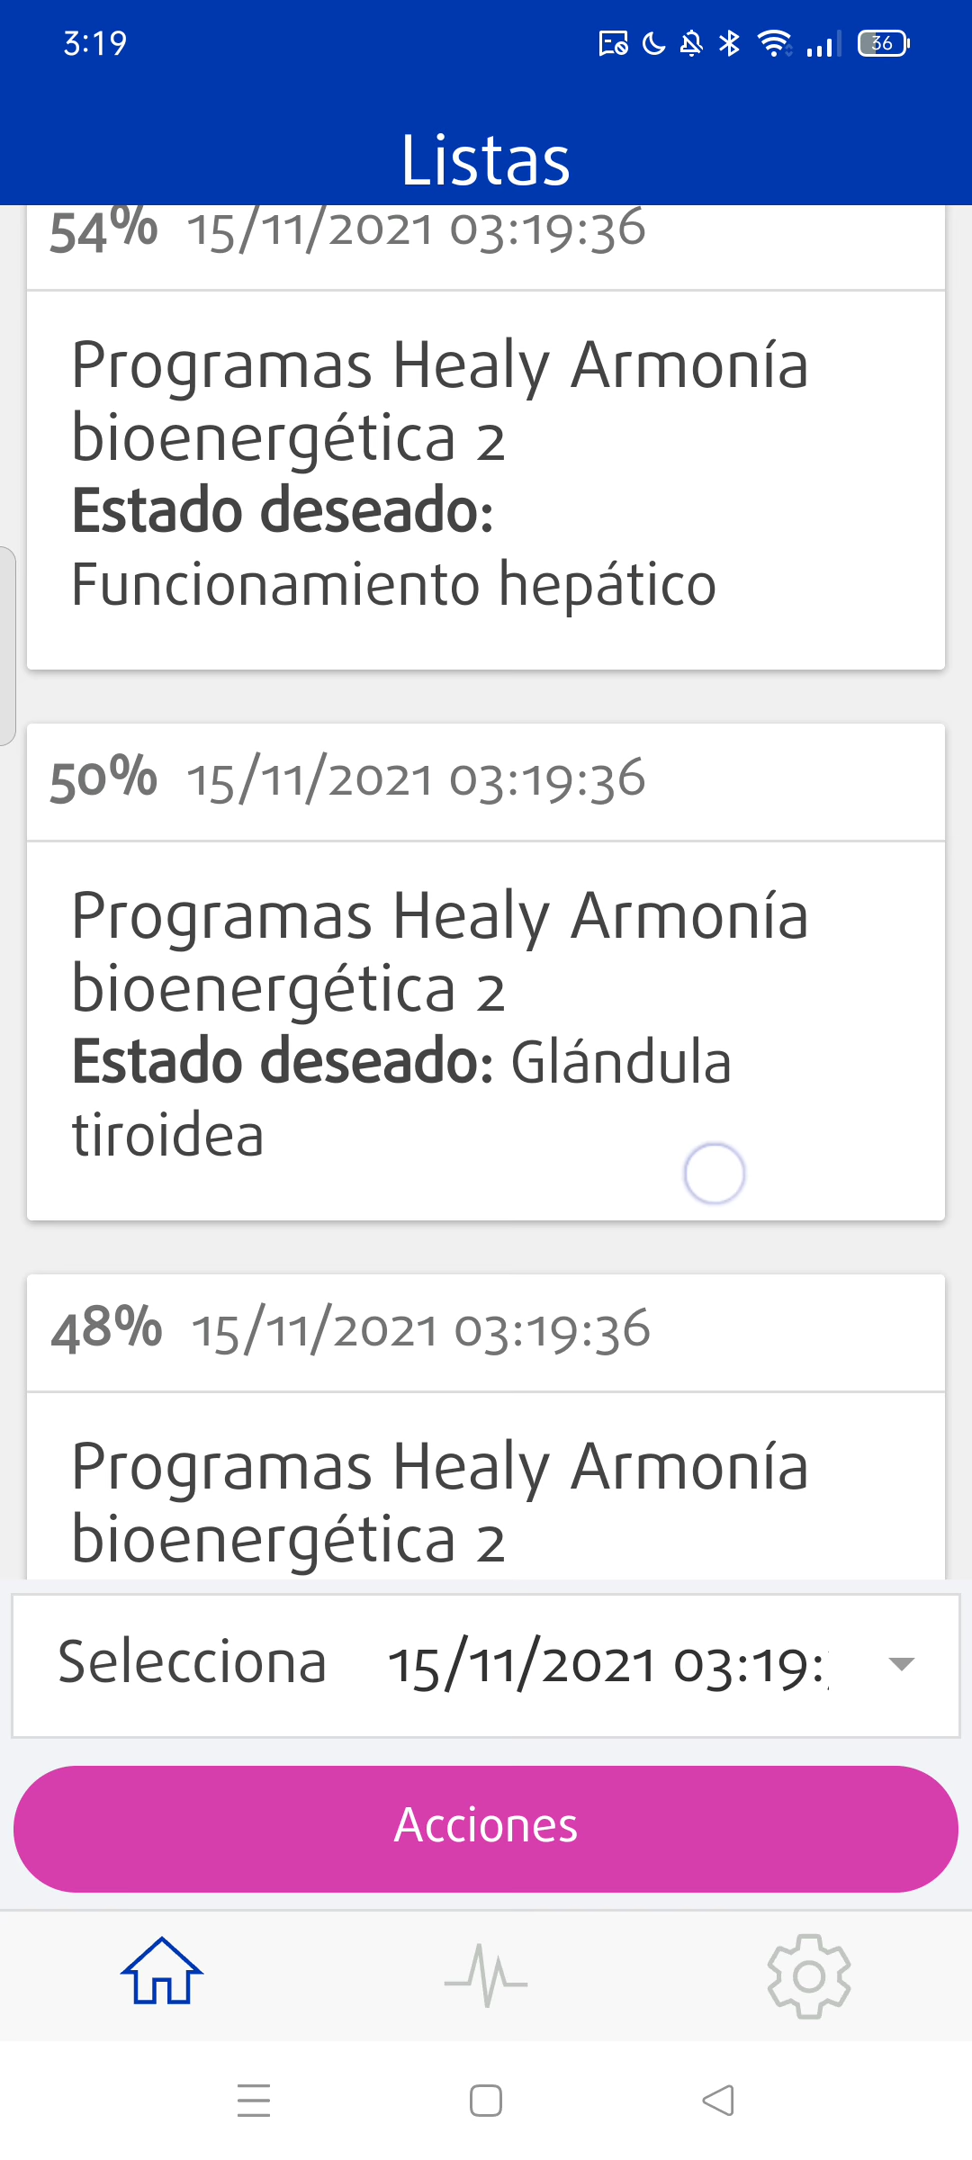 3:19
36
Listas
54% 15/11/2021 03:19:36
Programas Healy Armonía
bioenergética 2
Estado deseado:
Funcionamiento hepático
50% 15/11/2021 03:19:36
Programas Healy Armonía
bioenergética 2
Estado deseado: Glándula
tiroidea
48% 15/11/2021 03:19:36
Programas Healy Armonía
bioenergética 2
Selecciona 15/11/2021 03:19:
Acciones